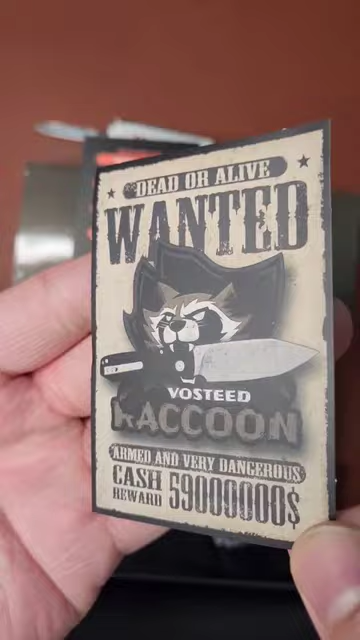 DEAD OR ALIVE
WANTED
VOSTEED
RACCOON
ARMED AND VERY DANGEROUS
CASH
REWARD
59000000$